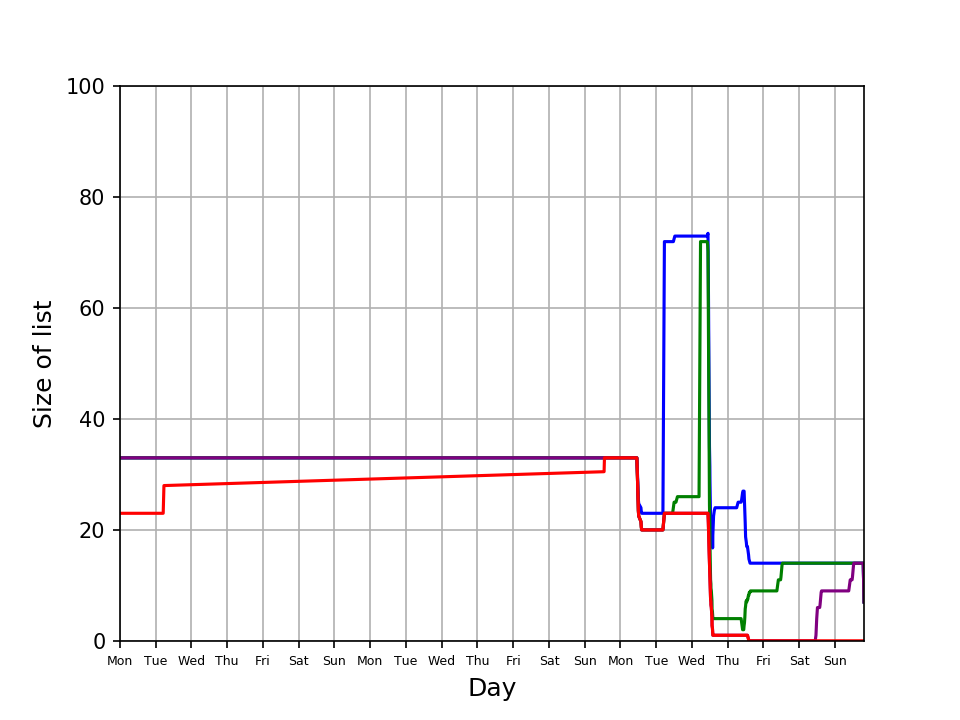 100
80
60
40
20
0
Size of list
Mon Tue Wed Thu Fri Sat Sun Mon Tue Wed Thu Fri Sat Sun Mon Tue Wed Thu Fri Sat Sun
Day